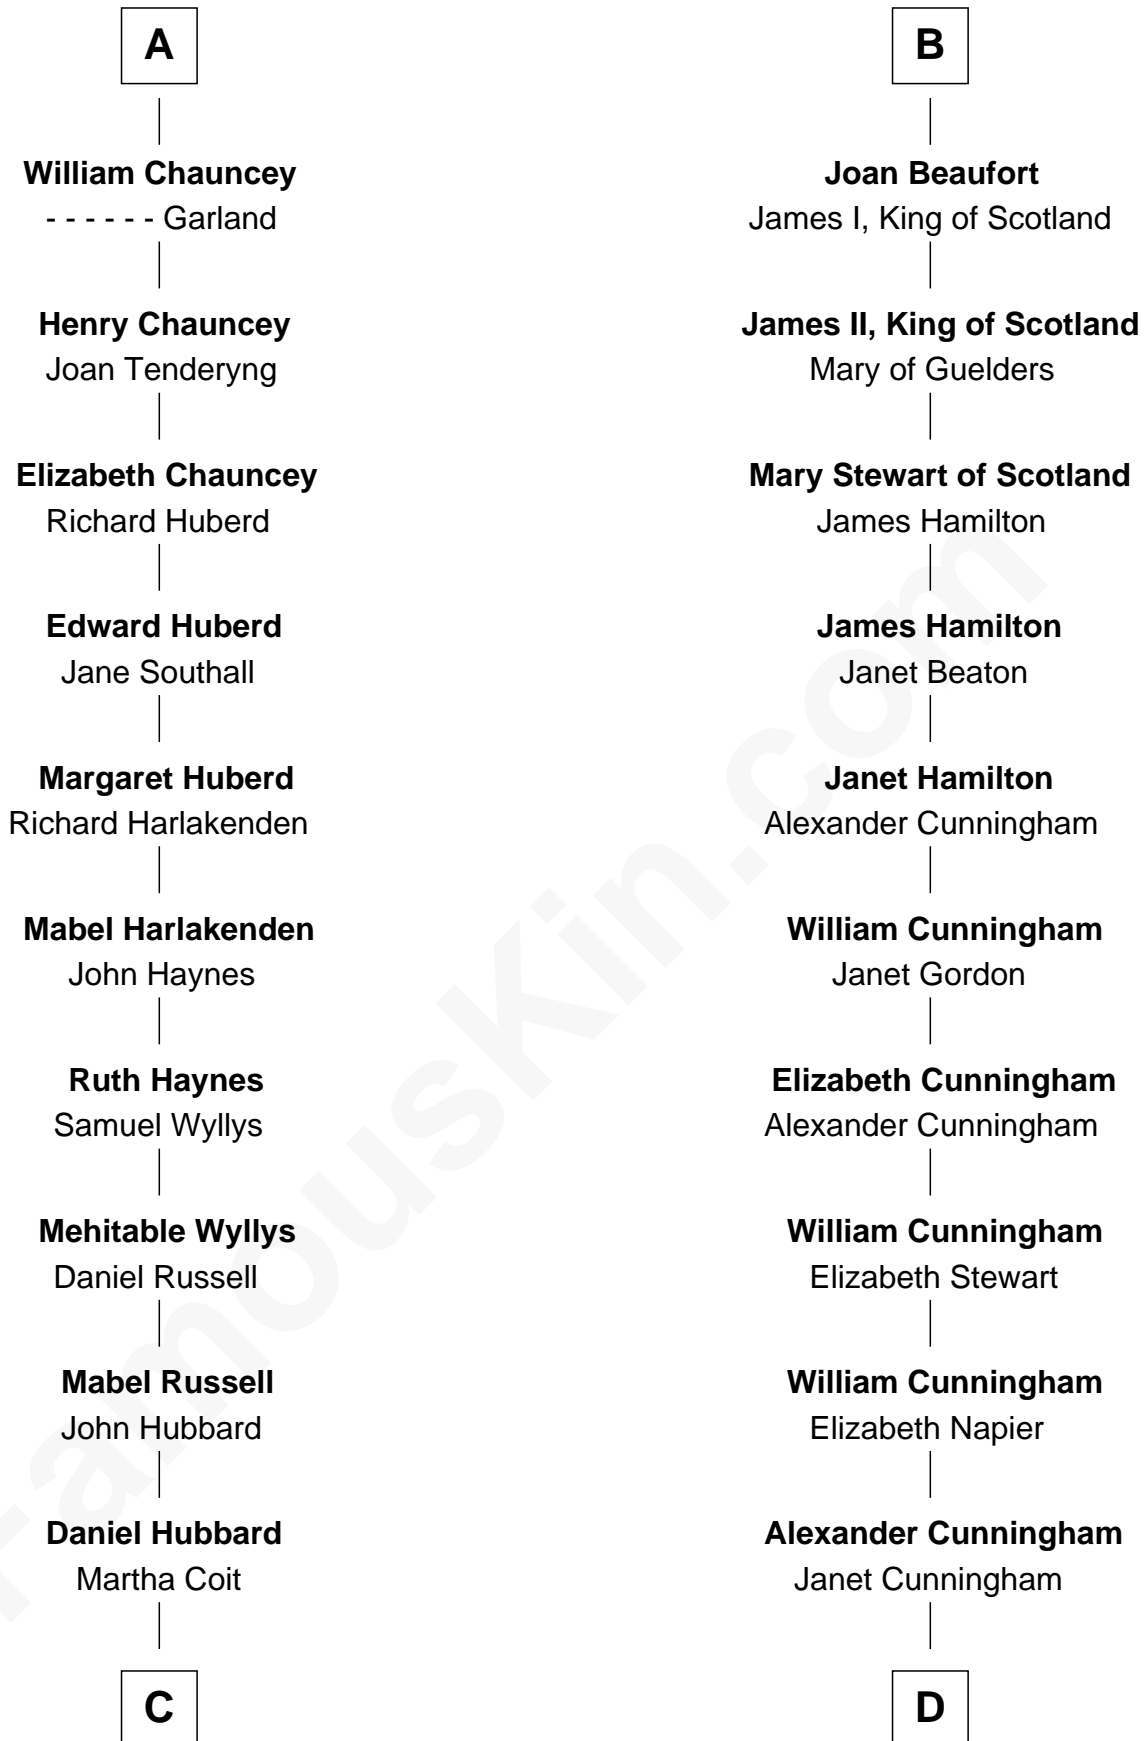 A
William Chauncey
- - - - - - Garland
Henry Chauncey
Joan Tenderyng
Elizabeth Chauncey
Richard Huberd
Edward Huberd
Jane Southall
Margaret Huberd
Richard Harlakenden
Mabel Harlakenden
John Haynes
Ruth Haynes
Samuel Wyllys
Mehitable Wyllys
Daniel Russell
Mabel Russell
John Hubbard
Daniel Hubbard
Martha Coit
C
B
Joan Beaufort
James I, King of Scotland
James II, King of Scotland
Mary of Guelders
Mary Stewart of Scotland
James Hamilton
James Hamilton
Janet Beaton
Janet Hamilton
Alexander Cunningham
William Cunningham
Janet Gordon
Elizabeth Cunningham
Alexander Cunningham
William Cunningham
Elizabeth Stewart
William Cunningham
Elizabeth Napier
Alexander Cunningham
Janet Cunningham
D
FamousKin.com